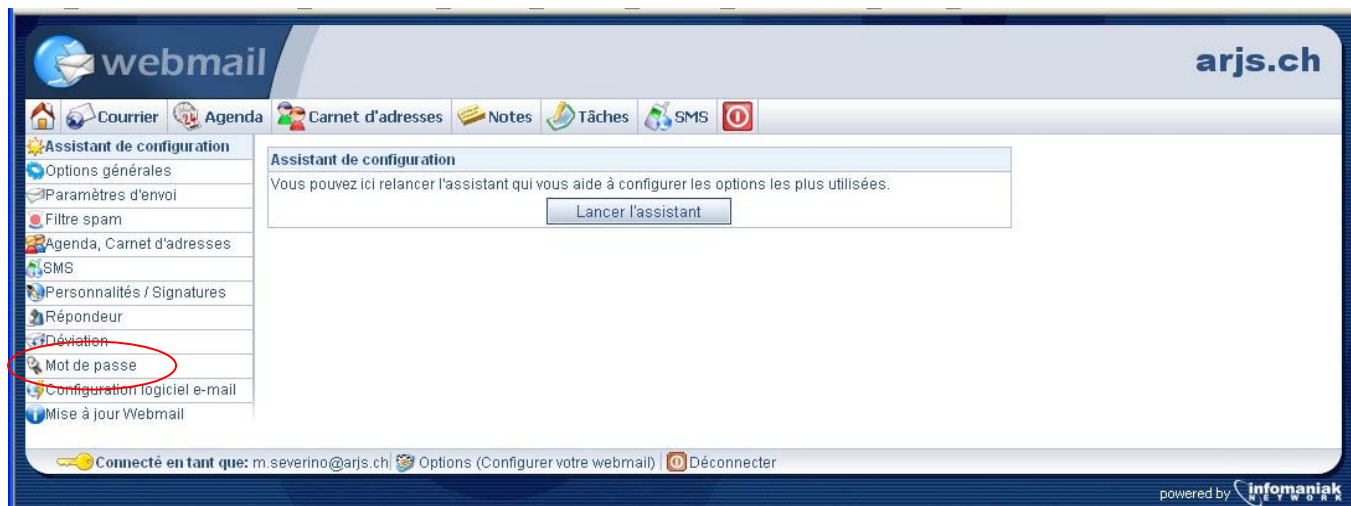 webmail
arjs.ch
Courrier Agenda Carnet d'adresses Notes Tâches SMS
Assistant de configuration
Options générales
Paramètres d'envoi
Filtre spam
Agenda, Carnet d'adresses
SMS
Personnalités / Signatures
Répondeur
Déviation
Mot de passe
Configuration logiciel e-mail
Mise à jour Webmail
Assistant de configuration
Vous pouvez ici relancer l'assistant qui vous aide à configurer les options les plus utilisées.
Lancer l'assistant
Connecté en tant que: m.severino@arjs.ch Options (Configurer votre webmail) Déconnecter
powered by infomaniak
NETWORK